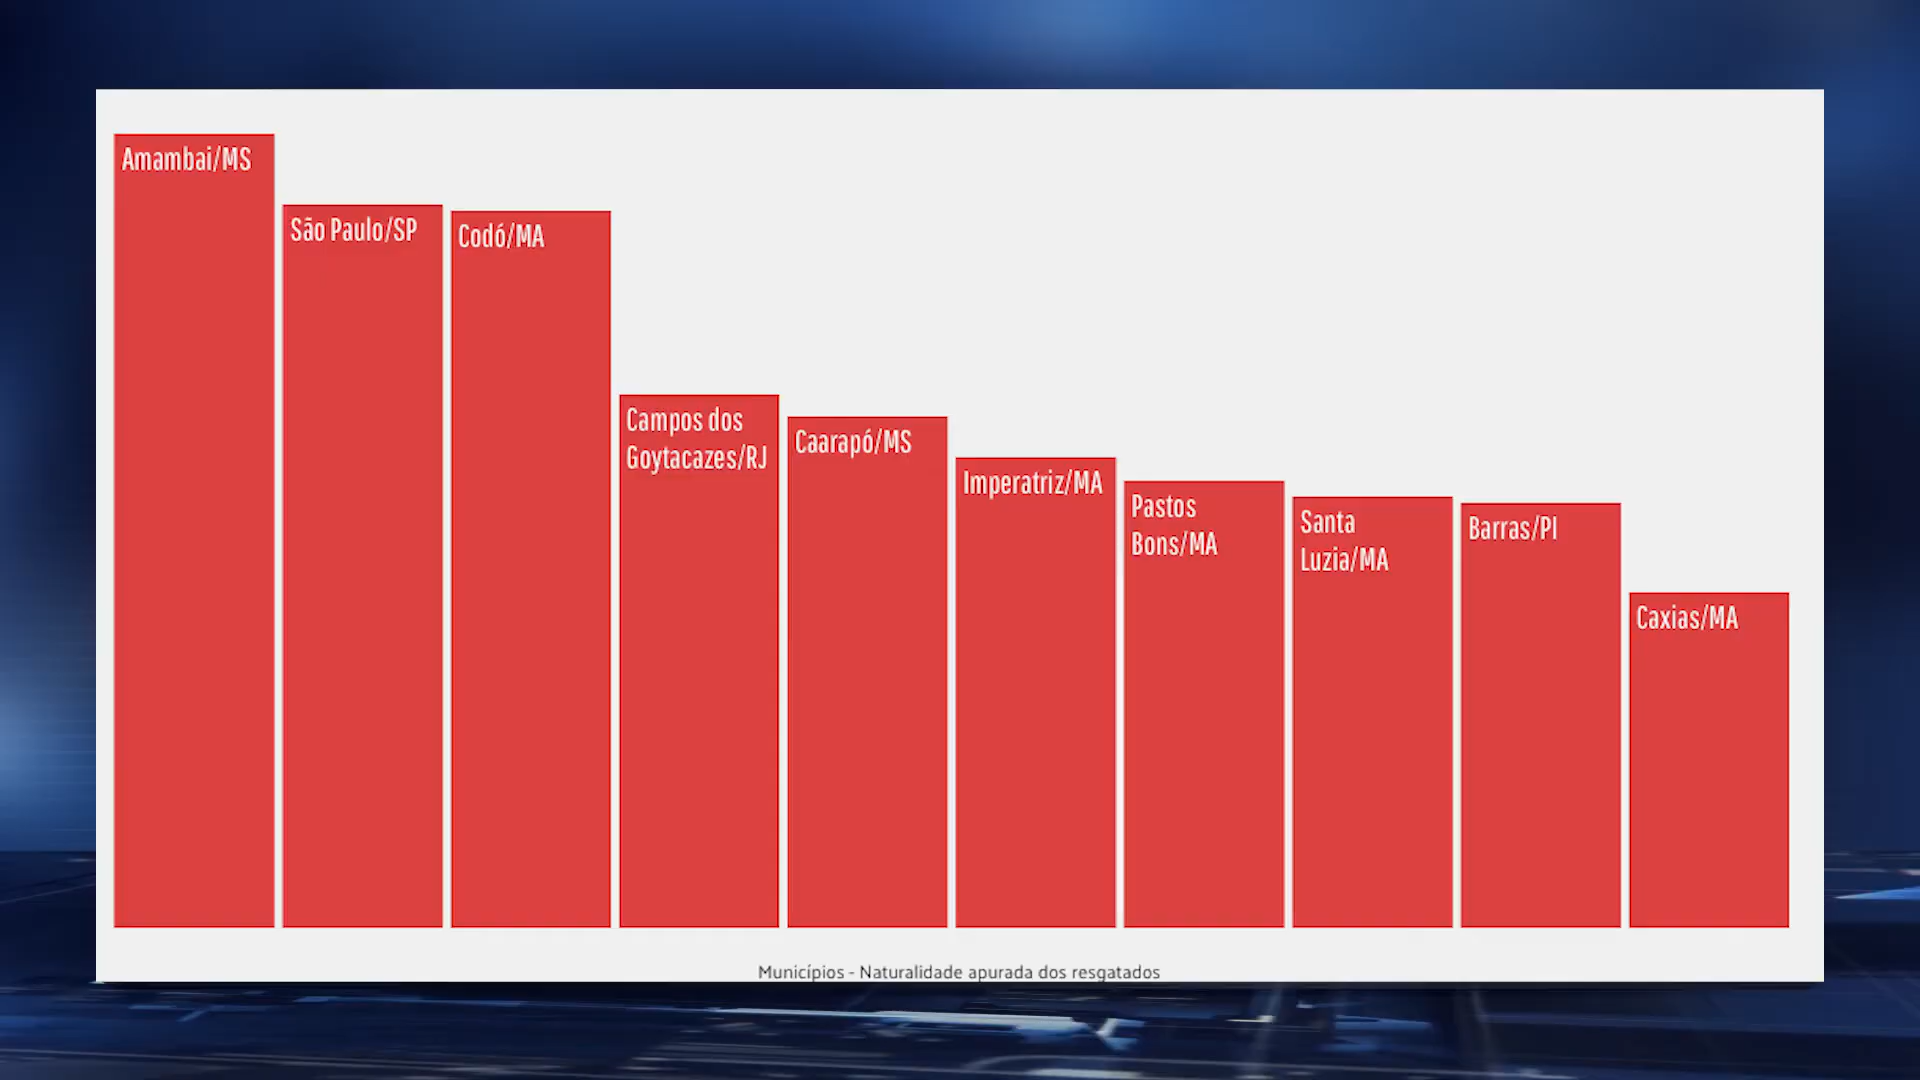 Amambai/MS
São Paulo/SP
Codó/MA
Campos dos
Goytacazes/RJ
Caarapó/MS
Imperatriz/MA
Pastos
Bons/MA
Santa
Luzia/MA
Barras/PI
Caxias/MA
Municípios - Naturalidade apurada dos resgatados